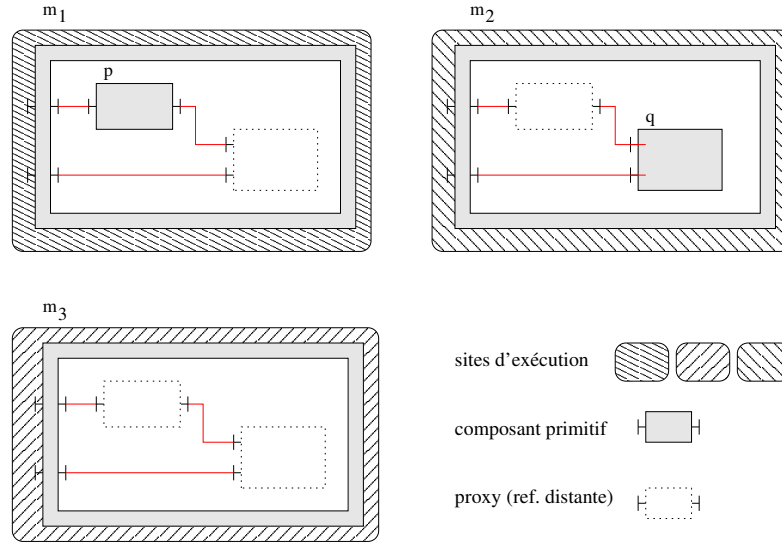 m1
m2
p
q
m3
sites d'exécution
composant primitif
proxy (ref. distante)